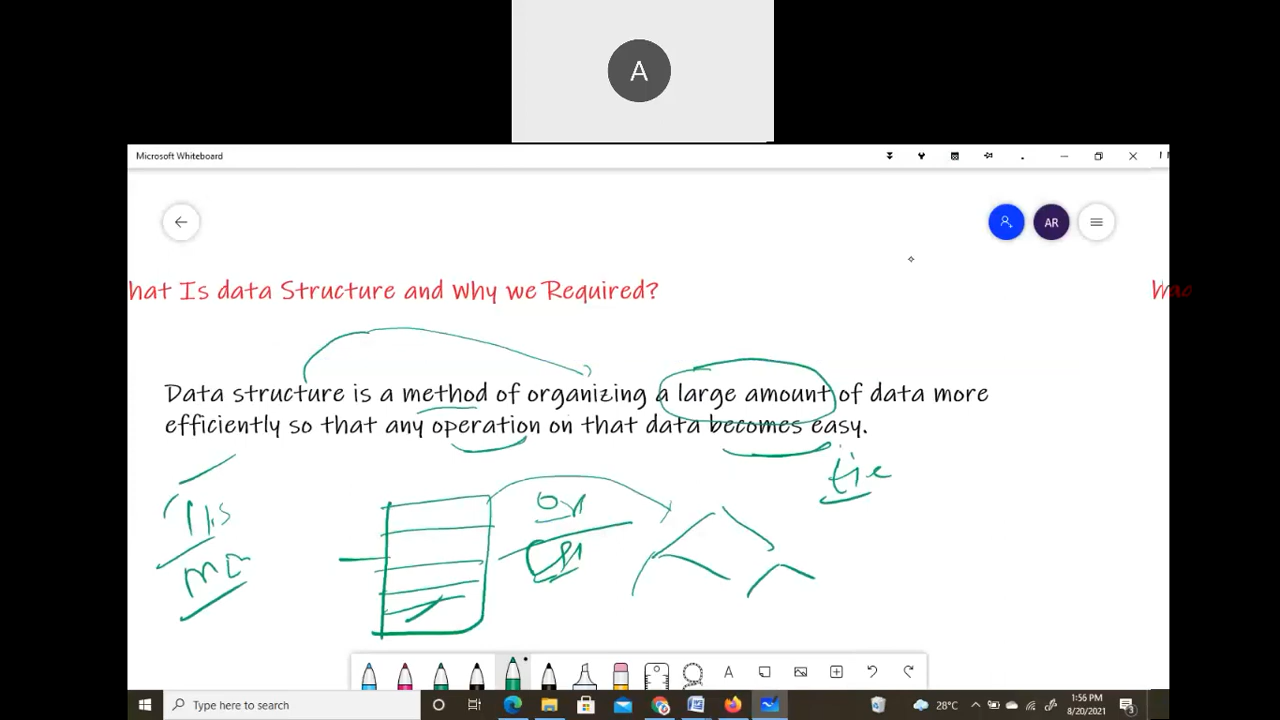 A
Microsoft Whiteboard
AR
hat Is data Structure and Why we Required?
Data structure is a method of organizing a large amount of data more
efficiently so that any operation on that data becomes easy.
A
Type here to search
28°C
1:56 PM
8/20/2021
3